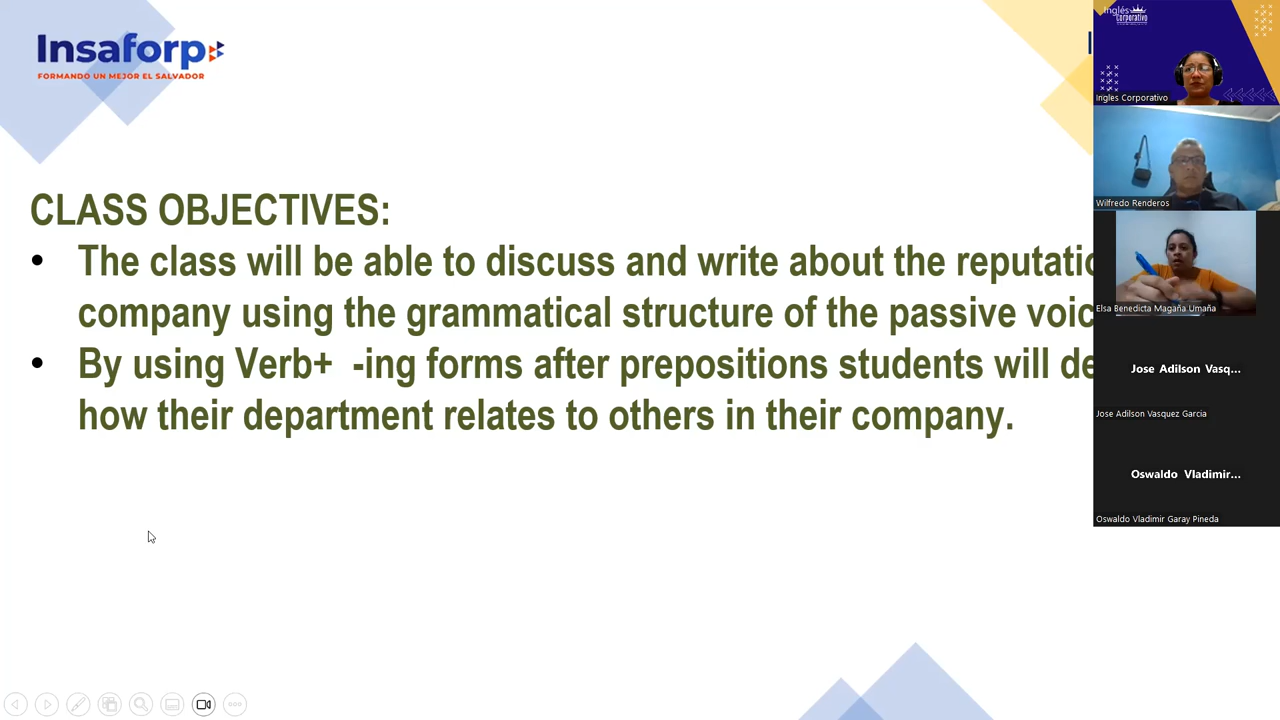 Insaforp
FORMANDO UN MEJOR EL SALVADOR
CLASS OBJECTIVES:
• The class will be able to discuss and write about the
company using the grammatical structure of the passive
• By using Verb+ -ing forms after prepositions students will
how their department relates to others in their company.
Inglés
Corporativo
Ingles Corporativo
Wilfredo Renderos
Elsa Benedicta Magaña Umaña
Jose Adilson Vasq...
Jose Adilson Vasquez Garcia
Oswaldo Vladimir...
Oswaldo Vladimir Garay Pineda